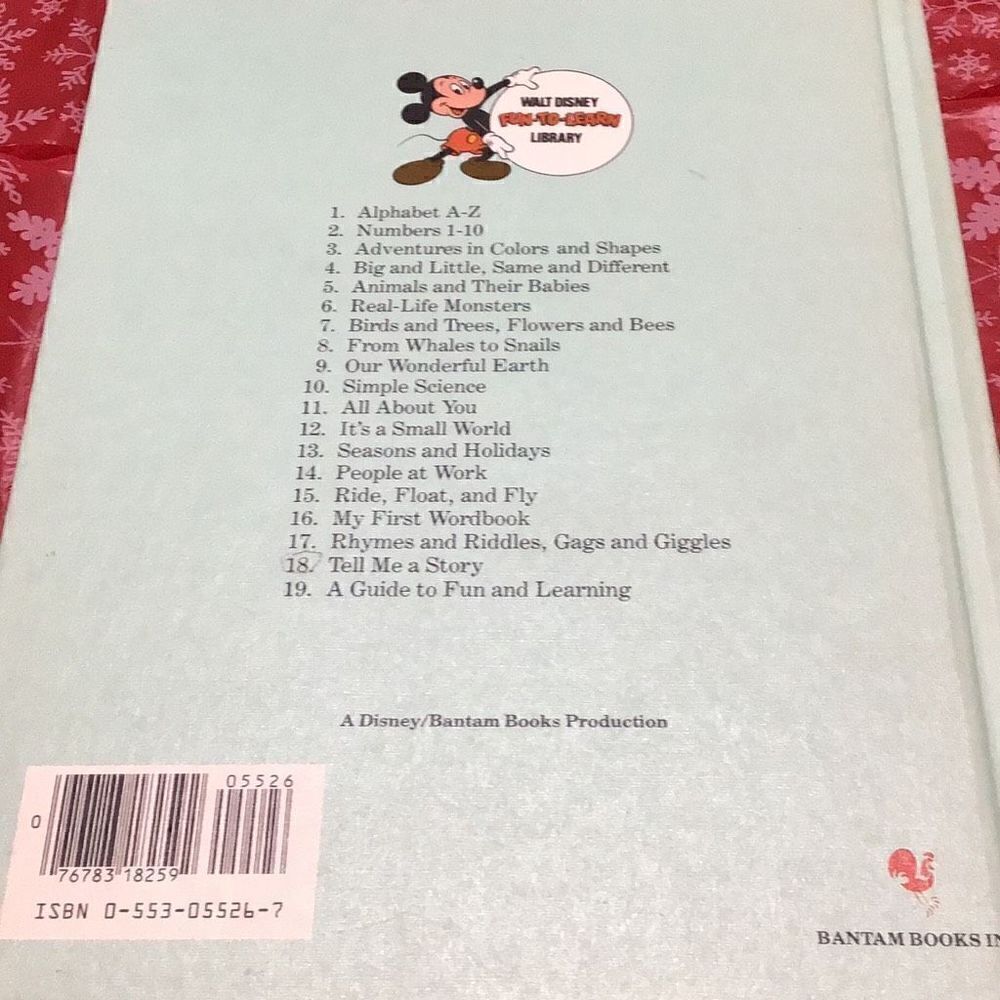 WALT DISNEY
FUN-TO-LEARN
LIBRARY
1. Alphabet A-Z
2. Numbers 1-10
3. Adventures in Colors and Shapes
4. Big and Little, Same and Different
5. Animals and Their Babies
6. Real-Life Monsters
7. Birds and Trees, Flowers and Bees
8. From Whales to Snails
9. Our Wonderful Earth
10. Simple Science
11. All About You
12. It's a Small World
13. Seasons and Holidays
14. People at Work
15. Ride, Float, and Fly
16. My First Wordbook
17. Rhymes and Riddles, Gags and Giggles
18. Tell Me a Story
19. A Guide to Fun and Learning
A Disney/Bantam Books Production
05526
0 76783 18259
ISBN 0-553-05526-7
BANTAM BOOKS IN